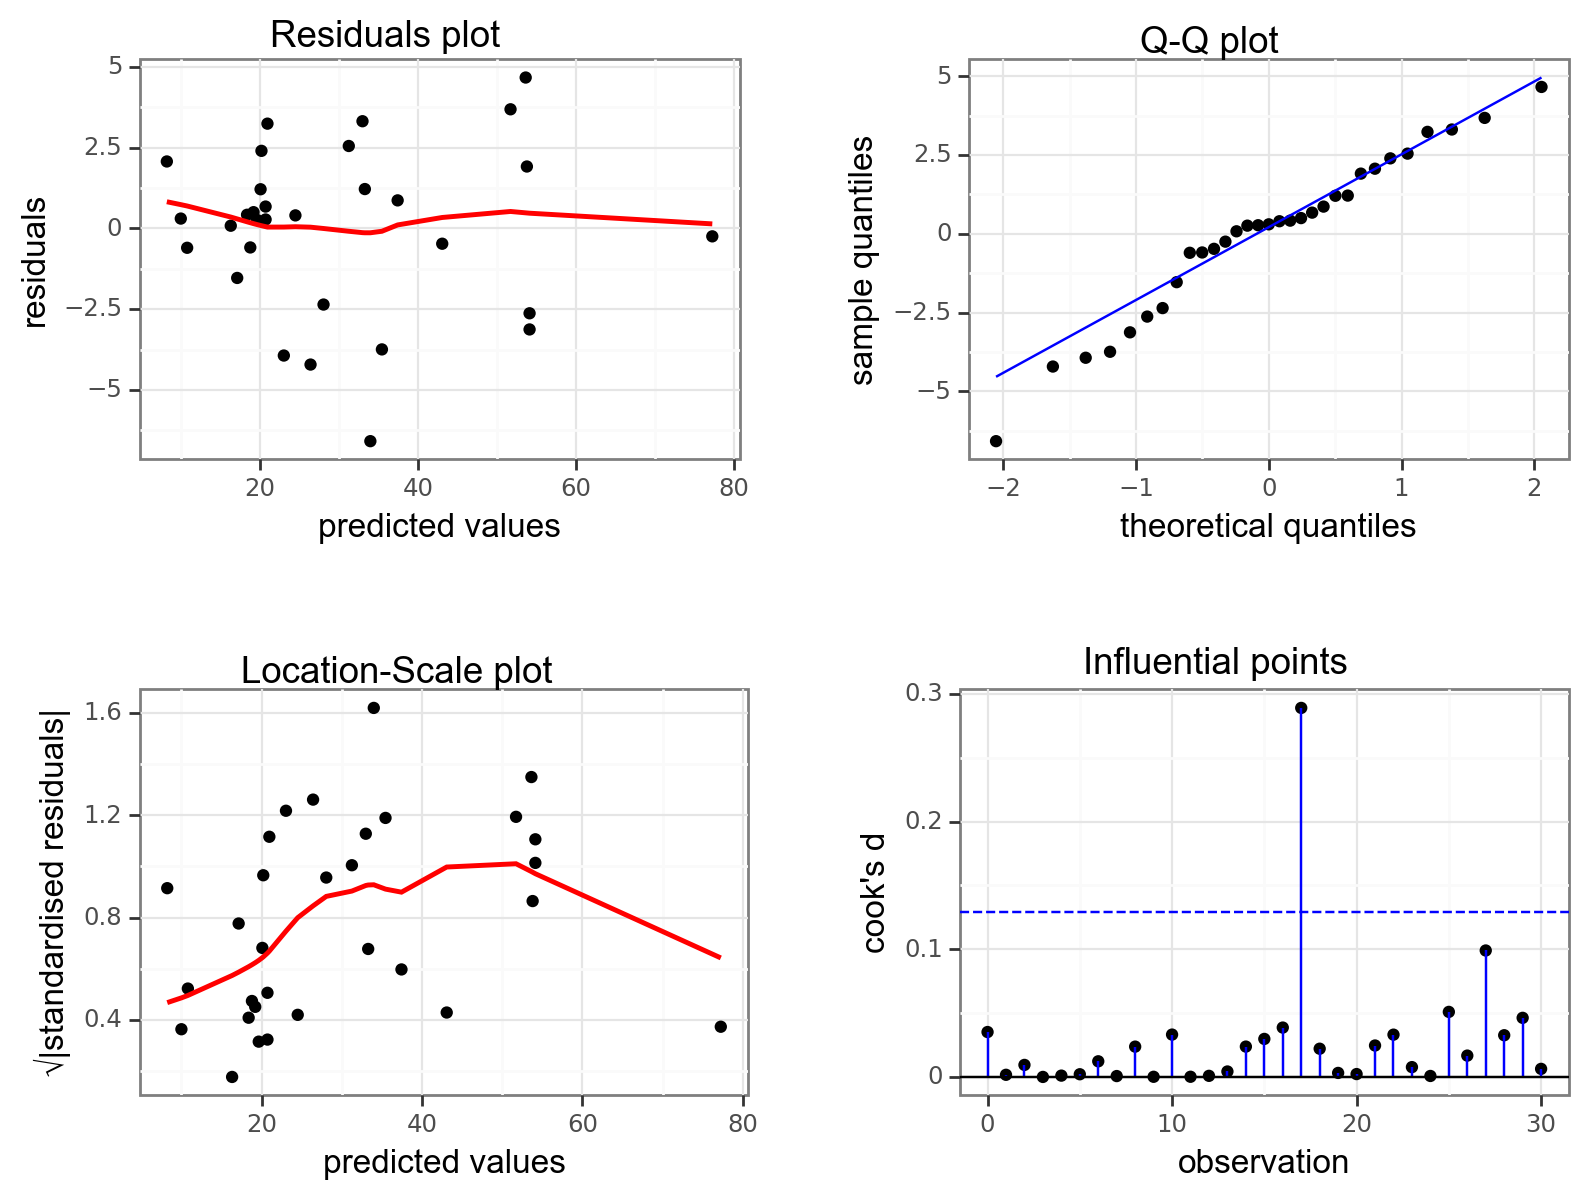 Residuals plot
5
2.5
0
−2.5
−5
residuals
20
40
60
80
predicted values
Q-Q plot
5
2.5
0
−2.5
−5
sample quantiles
−2
−1
0
1
2
theoretical quantiles
Location-Scale plot
1.6
1.2
0.8
0.4
√|standardised residuals|
20
40
60
80
predicted values
Influential points
0.3
0.2
0.1
0
cook's d
0
10
20
30
observation